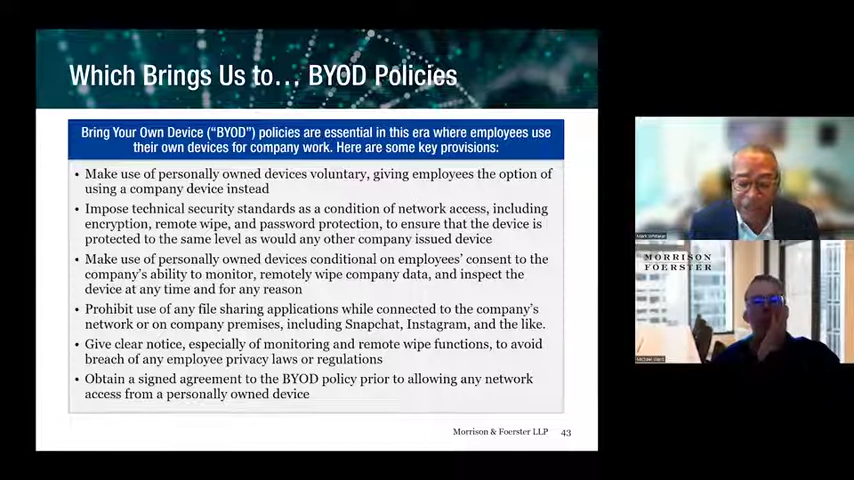 Which Brings Us to… BYOD Policies
Bring Your Own Device ("BYOD") policies are essential in this era where employees use
their own devices for company work. Here are some key provisions:
• Make use of personally owned devices voluntary, giving employees the option of
using a company device instead
• Impose technical security standards as a condition of network access, including
encryption, remote wipe, and password protection, to ensure that the device is
protected to the same level as would any other company issued device
• Make use of personally owned devices conditional on employees' consent to the
company's ability to monitor, remotely wipe company data, and inspect the
device at any time and for any reason
• Prohibit use of any file sharing applications while connected to the company's
network or on company premises, including Snapchat, Instagram, and the like.
• Give clear notice, especially of monitoring and remote wipe functions, to avoid
breach of any employee privacy laws or regulations
• Obtain a signed agreement to the BYOD policy prior to allowing any network
access from a personally owned device
Morrison & Foerster LLP 43
Mark Whitaker
MORRISON
FOERSTER
Michael Ward